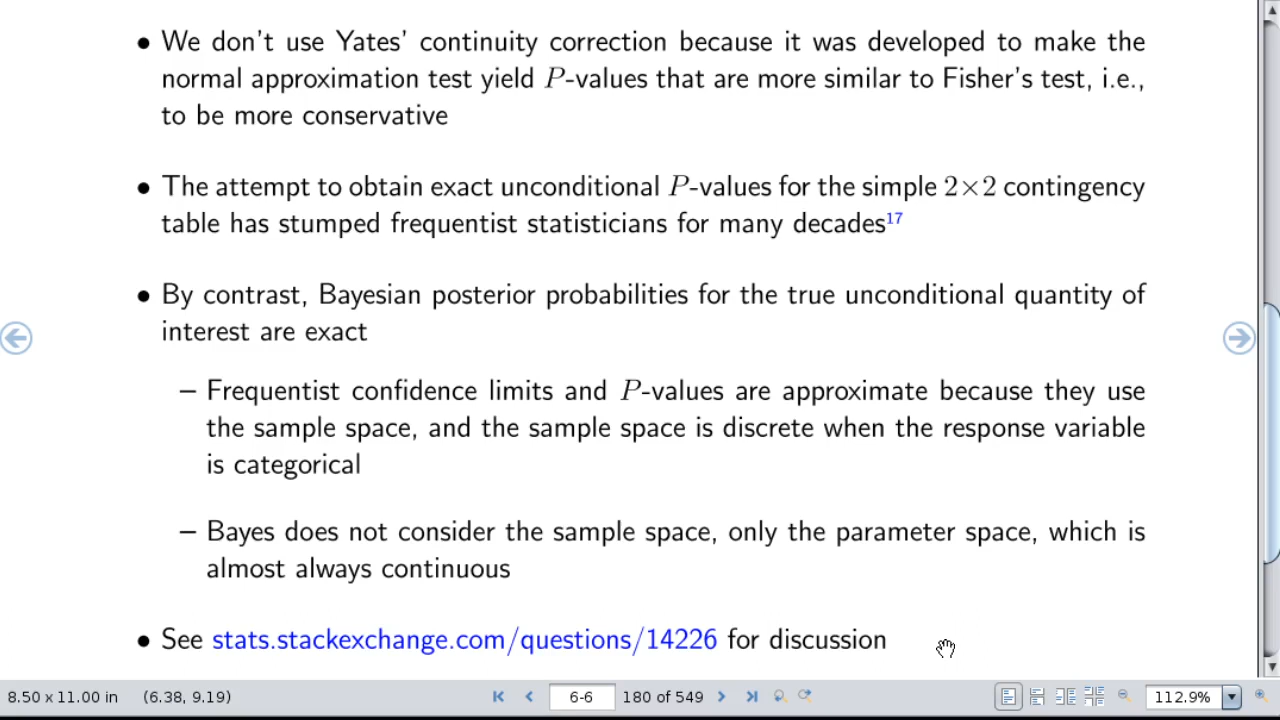 • We don't use Yates' continuity correction because it was developed to make the
normal approximation test yield P-values that are more similar to Fisher's test, i.e.,
to be more conservative
• The attempt to obtain exact unconditional P-values for the simple 2×2 contingency
table has stumped frequentist statisticians for many decades17
• By contrast, Bayesian posterior probabilities for the true unconditional quantity of
interest are exact
– Frequentist confidence limits and P-values are approximate because they use
the sample space, and the sample space is discrete when the response variable
is categorical
– Bayes does not consider the sample space, only the parameter space, which is
almost always continuous
• See stats.stackexchange.com/questions/14226 for discussion
8.50 x 11.00 in (6.38, 9.19) 6-6 180 of 549 112.9%